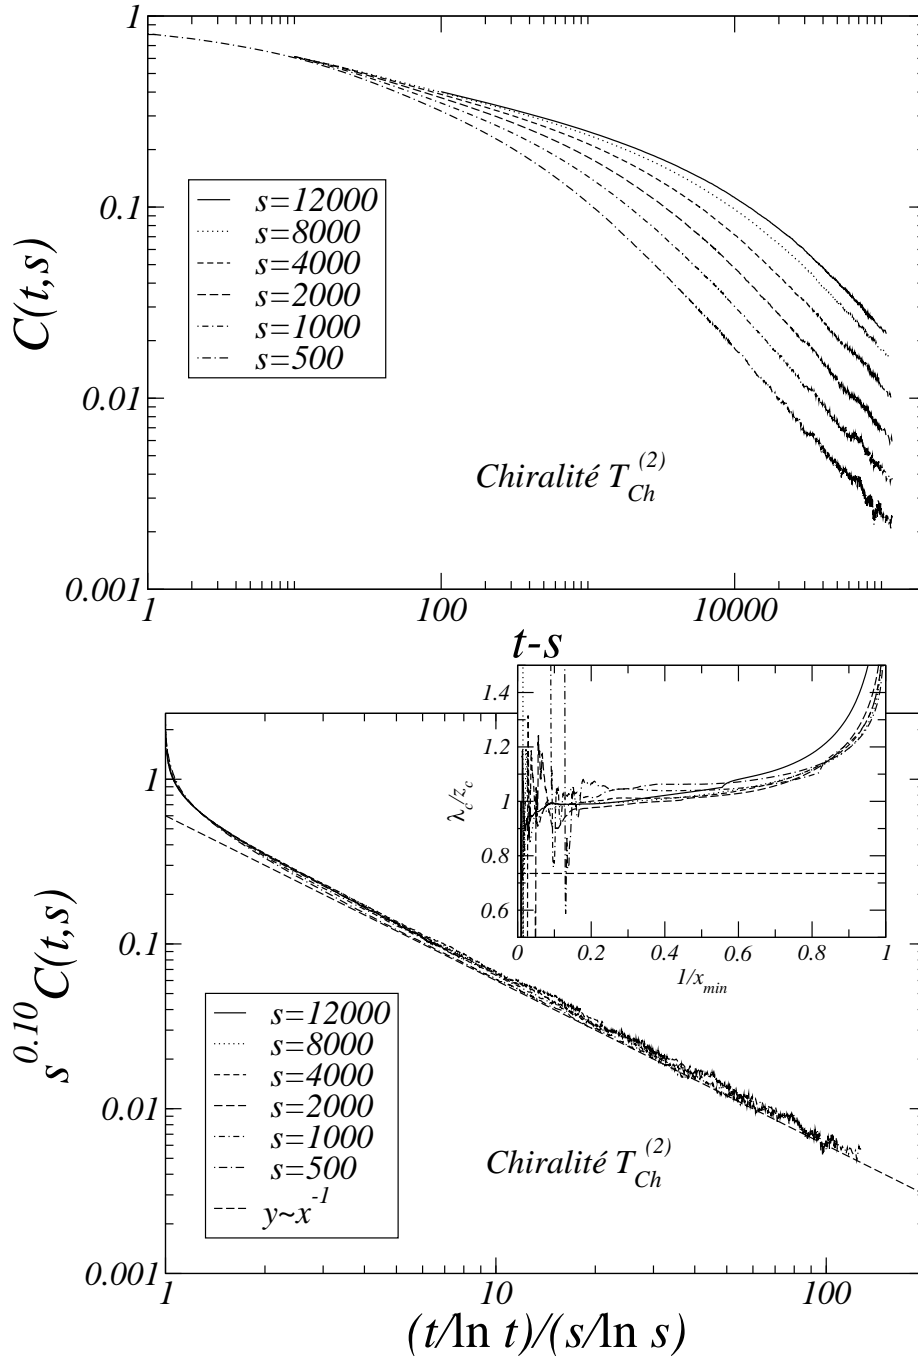 1
0.1
0.01
0.001
C(t,s)
s=12000
s=8000
s=4000
s=2000
s=1000
s=500
Chiralité T_Ch^(2)
1 100 10000
t-s
1.4
1.2
1
0.8
0.6
λ_c/z_c
0 0.2 0.4 0.6 0.8 1
1/x_min
1
0.1
0.01
0.001
s^0.10 C(t,s)
s=12000
s=8000
s=4000
s=2000
s=1000
s=500
y~x^-1
Chiralité T_Ch^(2)
1 10 100
(t/ln t)/(s/ln s)